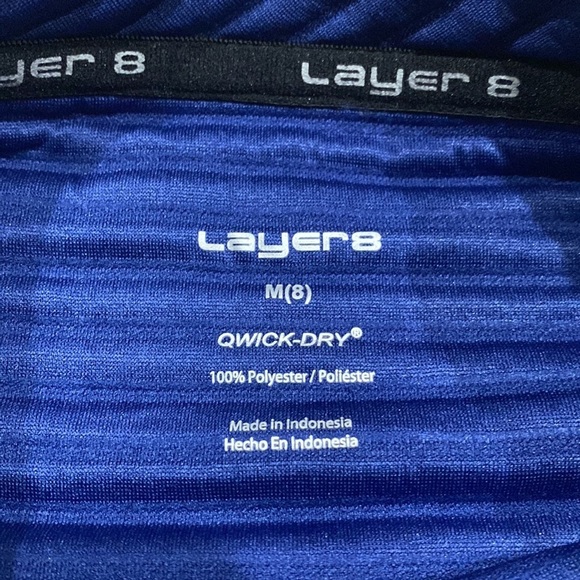 Layer 8 Layer 8
Layer8
M(8)
QWICK-DRY®
100% Polyester / Poliéster
Made in Indonesia
Hecho En Indonesia